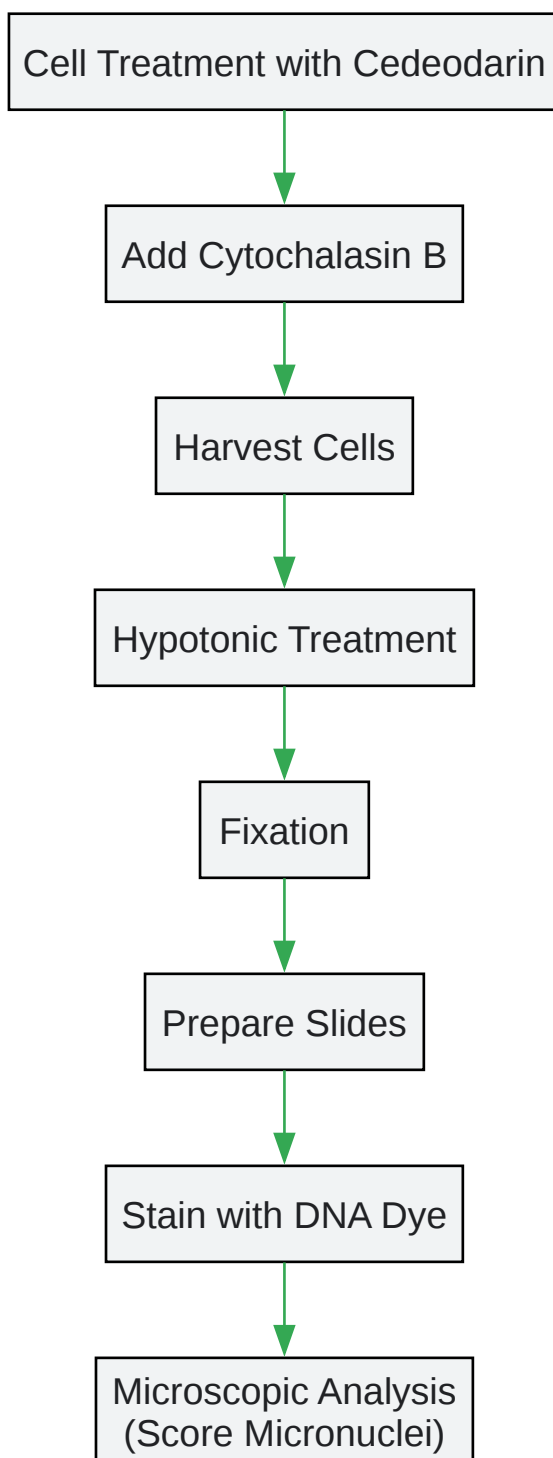 Cell Treatment with Cedeodarin
Add Cytochalasin B
Harvest Cells
Hypotonic Treatment
Fixation
Prepare Slides
Stain with DNA Dye
Microscopic Analysis
(Score Micronuclei)